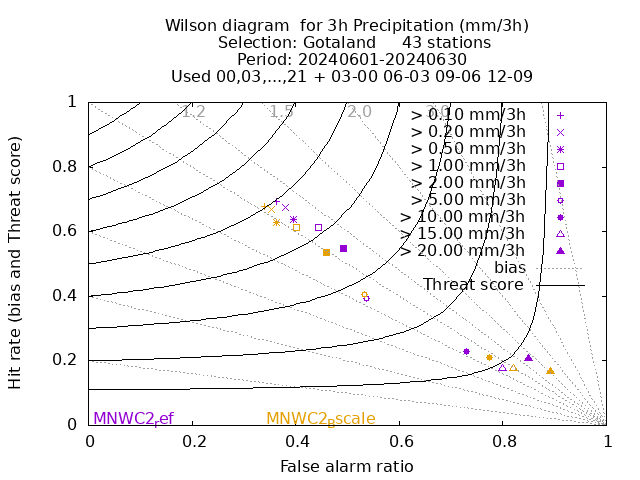 Wilson diagram for 3h Precipitation (mm/3h)
Selection: Gotaland 43 stations
Period: 20240601-20240630
Used 00,03,...,21 + 03-00 06-03 09-06 12-09
Hit rate (bias and Threat score)
1
0.8
0.6
0.4
0.2
0
1.2 1.5 2.0 3.0
> 0.10 mm/3h
> 0.20 mm/3h
> 0.50 mm/3h
> 1.00 mm/3h
> 2.00 mm/3h
> 5.00 mm/3h
> 10.00 mm/3h
> 15.00 mm/3h
> 20.00 mm/3h
bias
Threat score
MNWC2ref MNWC2Bscale
0 0.2 0.4 0.6 0.8 1
False alarm ratio